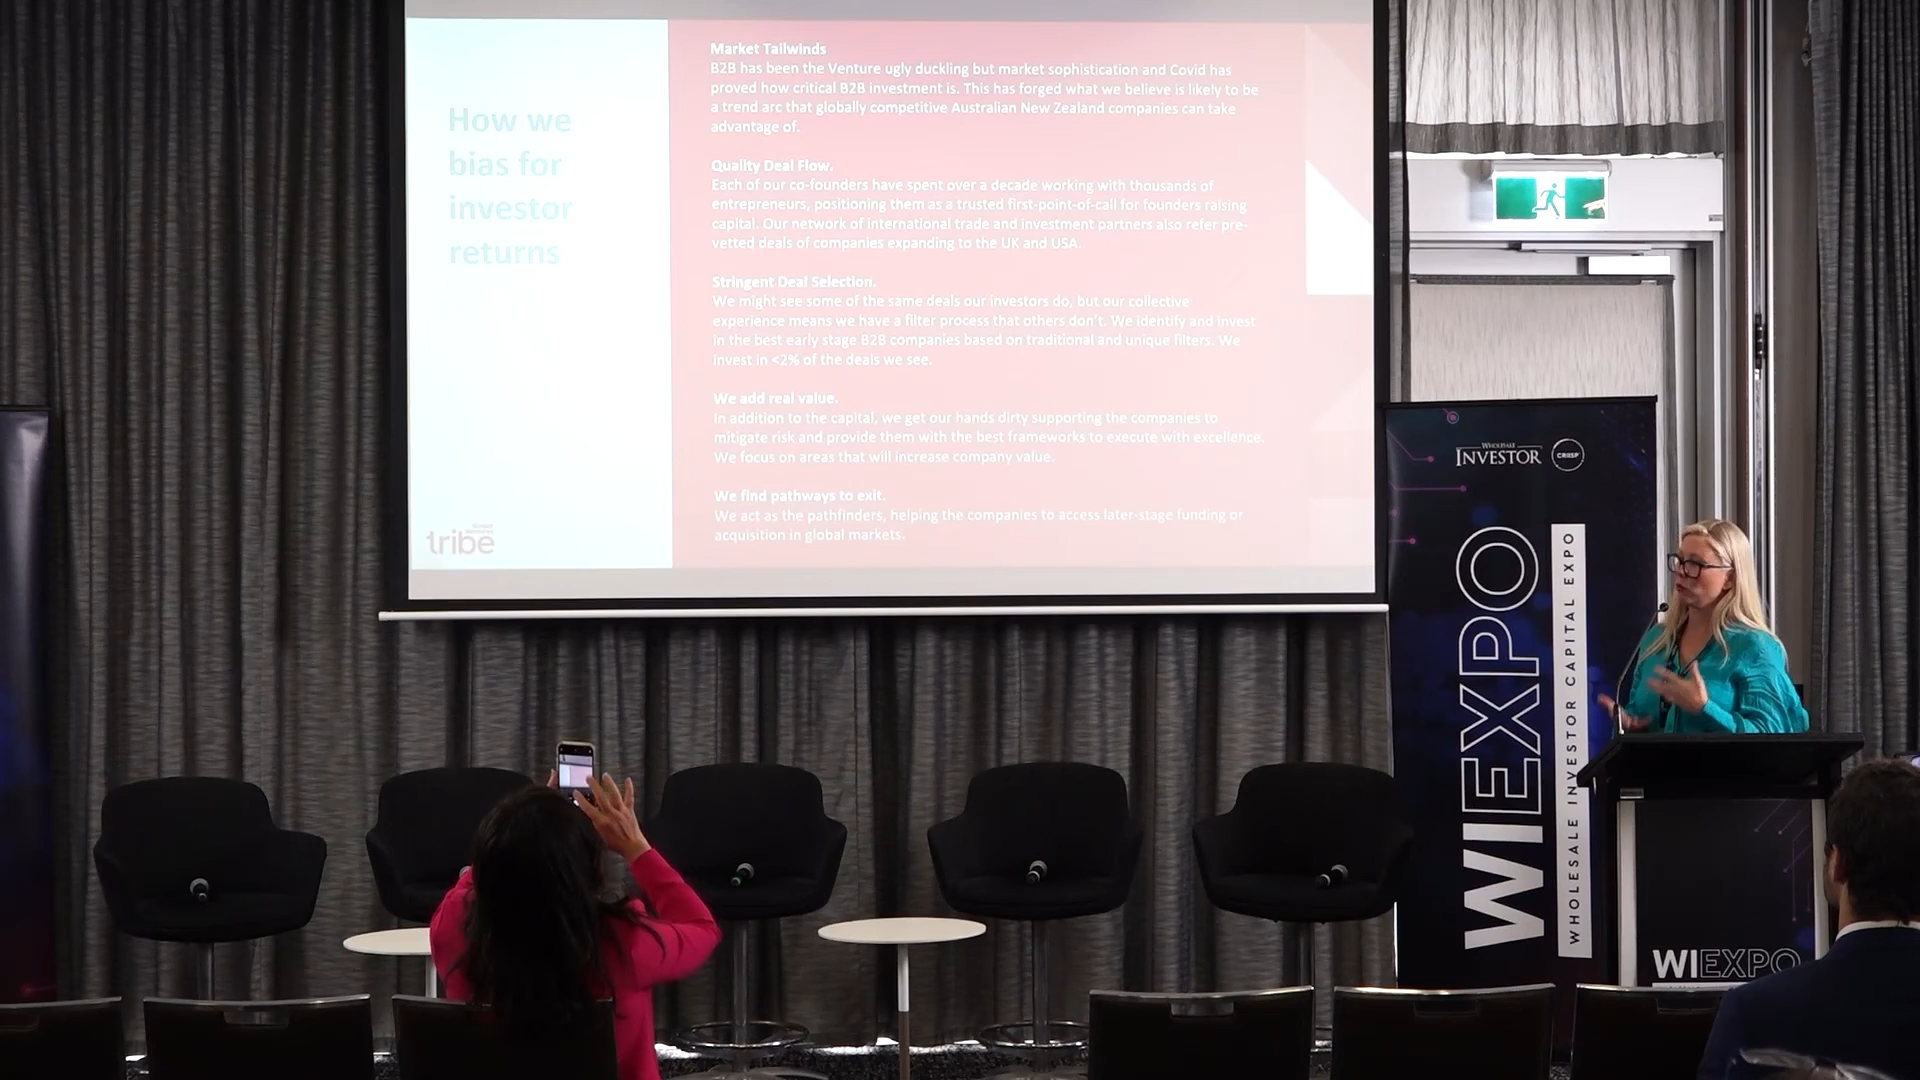 How we
bias for
investor
returns
tribe
Market Tailwinds
B2B has been the Venture ugly duckling but market sophistication and Covid has
proved how critical B2B investment is. This has forged what we believe is likely to be
a trend arc that globally competitive Australian New Zealand companies can take
advantage of.
Quality Deal Flow.
Each of our co-founders have spent over a decade working with thousands of
entrepreneurs, positioning them as a trusted first-point-of-call for founders raising
capital. Our network of international trade and investment partners also refer pre-
vetted deals of companies expanding to the UK and USA.
Stringent Deal Selection.
We might see some of the same deals our investors do, but our collective
experience means we have a filter process that others don't. We identify and invest
in the best early stage B2B companies based on traditional and unique filters. We
invest in <2% of the deals we see.
We add real value.
In addition to the capital, we get our hands dirty supporting the companies to
mitigate risk and provide them with the best frameworks to execute with excellence.
We focus on areas that will increase company value.
We find pathways to exit.
We act as the pathfinders, helping the companies to access later-stage funding or
acquisition in global markets.
WHOLESALE
INVESTOR
CRIISP
WIEXPO
WHOLESALE INVESTOR CAPITAL EXPO
WIEXPO